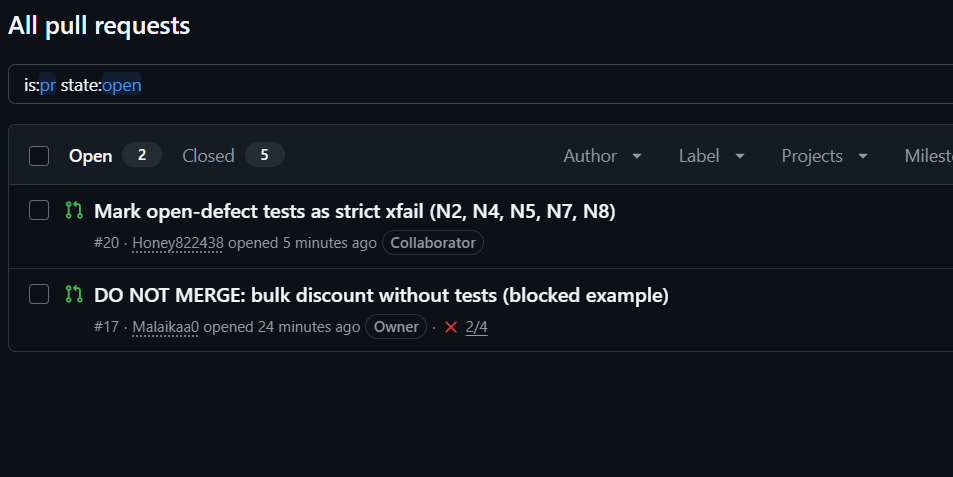 All pull requests
is:pr state:open
Open 2 Closed 5 Author Label Projects Milest
Mark open-defect tests as strict xfail (N2, N4, N5, N7, N8)
#20 · Honey822438 opened 5 minutes ago Collaborator
DO NOT MERGE: bulk discount without tests (blocked example)
#17 · Malaikaa0 opened 24 minutes ago Owner · 2/4